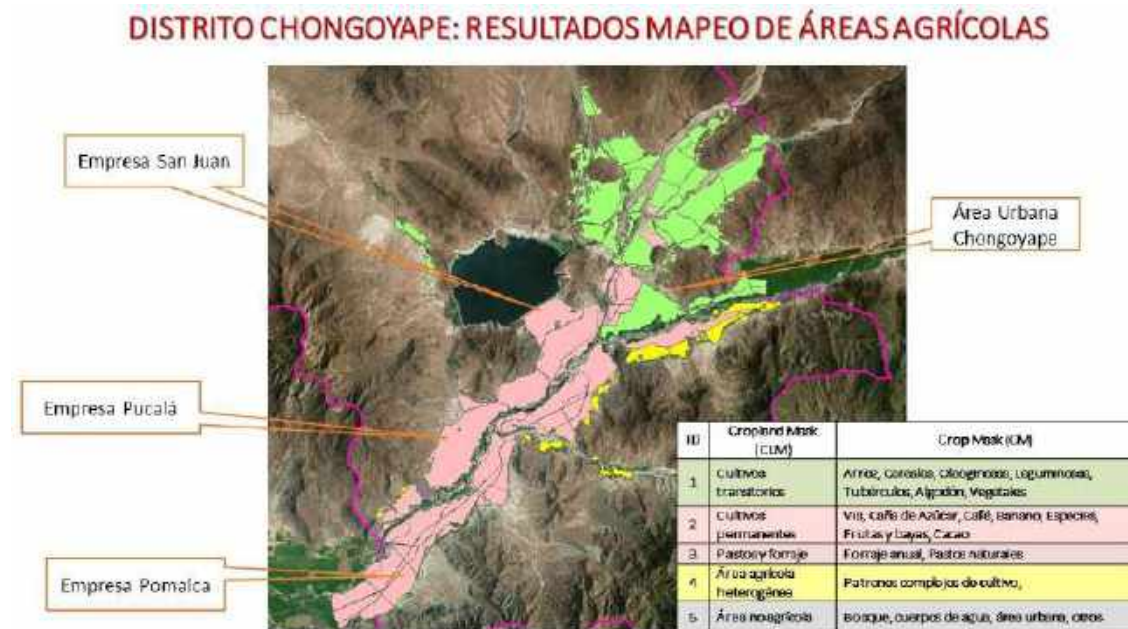 DISTRITO CHONGOYAPE: RESULTADOS MAPEO DE ÁREAS AGRÍCOLAS
Empresa San Juan
Área Urbana
Chongoyape
Empresa Pucalá
Empresa Pomalca
ID
Cropland Mask
(CLM)
Crop Mask (CM)
1
Cultivos
transitorios
Arroz, Cereales, Oleoginosas, Leguminosas,
Tubérculos, Algodón, Vegetales
2
Cultivos
permanentes
Vid, Caña de Azúcar, Café, Banano, Especies,
Frutas y bayas, Cacao
3
Pastos y forraje
Forraje anual, Pastos naturales
4
Área agrícola
heterogénea
Patrones complejos de cultivo,
5
Área no agrícola
Bosque, cuerpos de agua, área urbana, otros